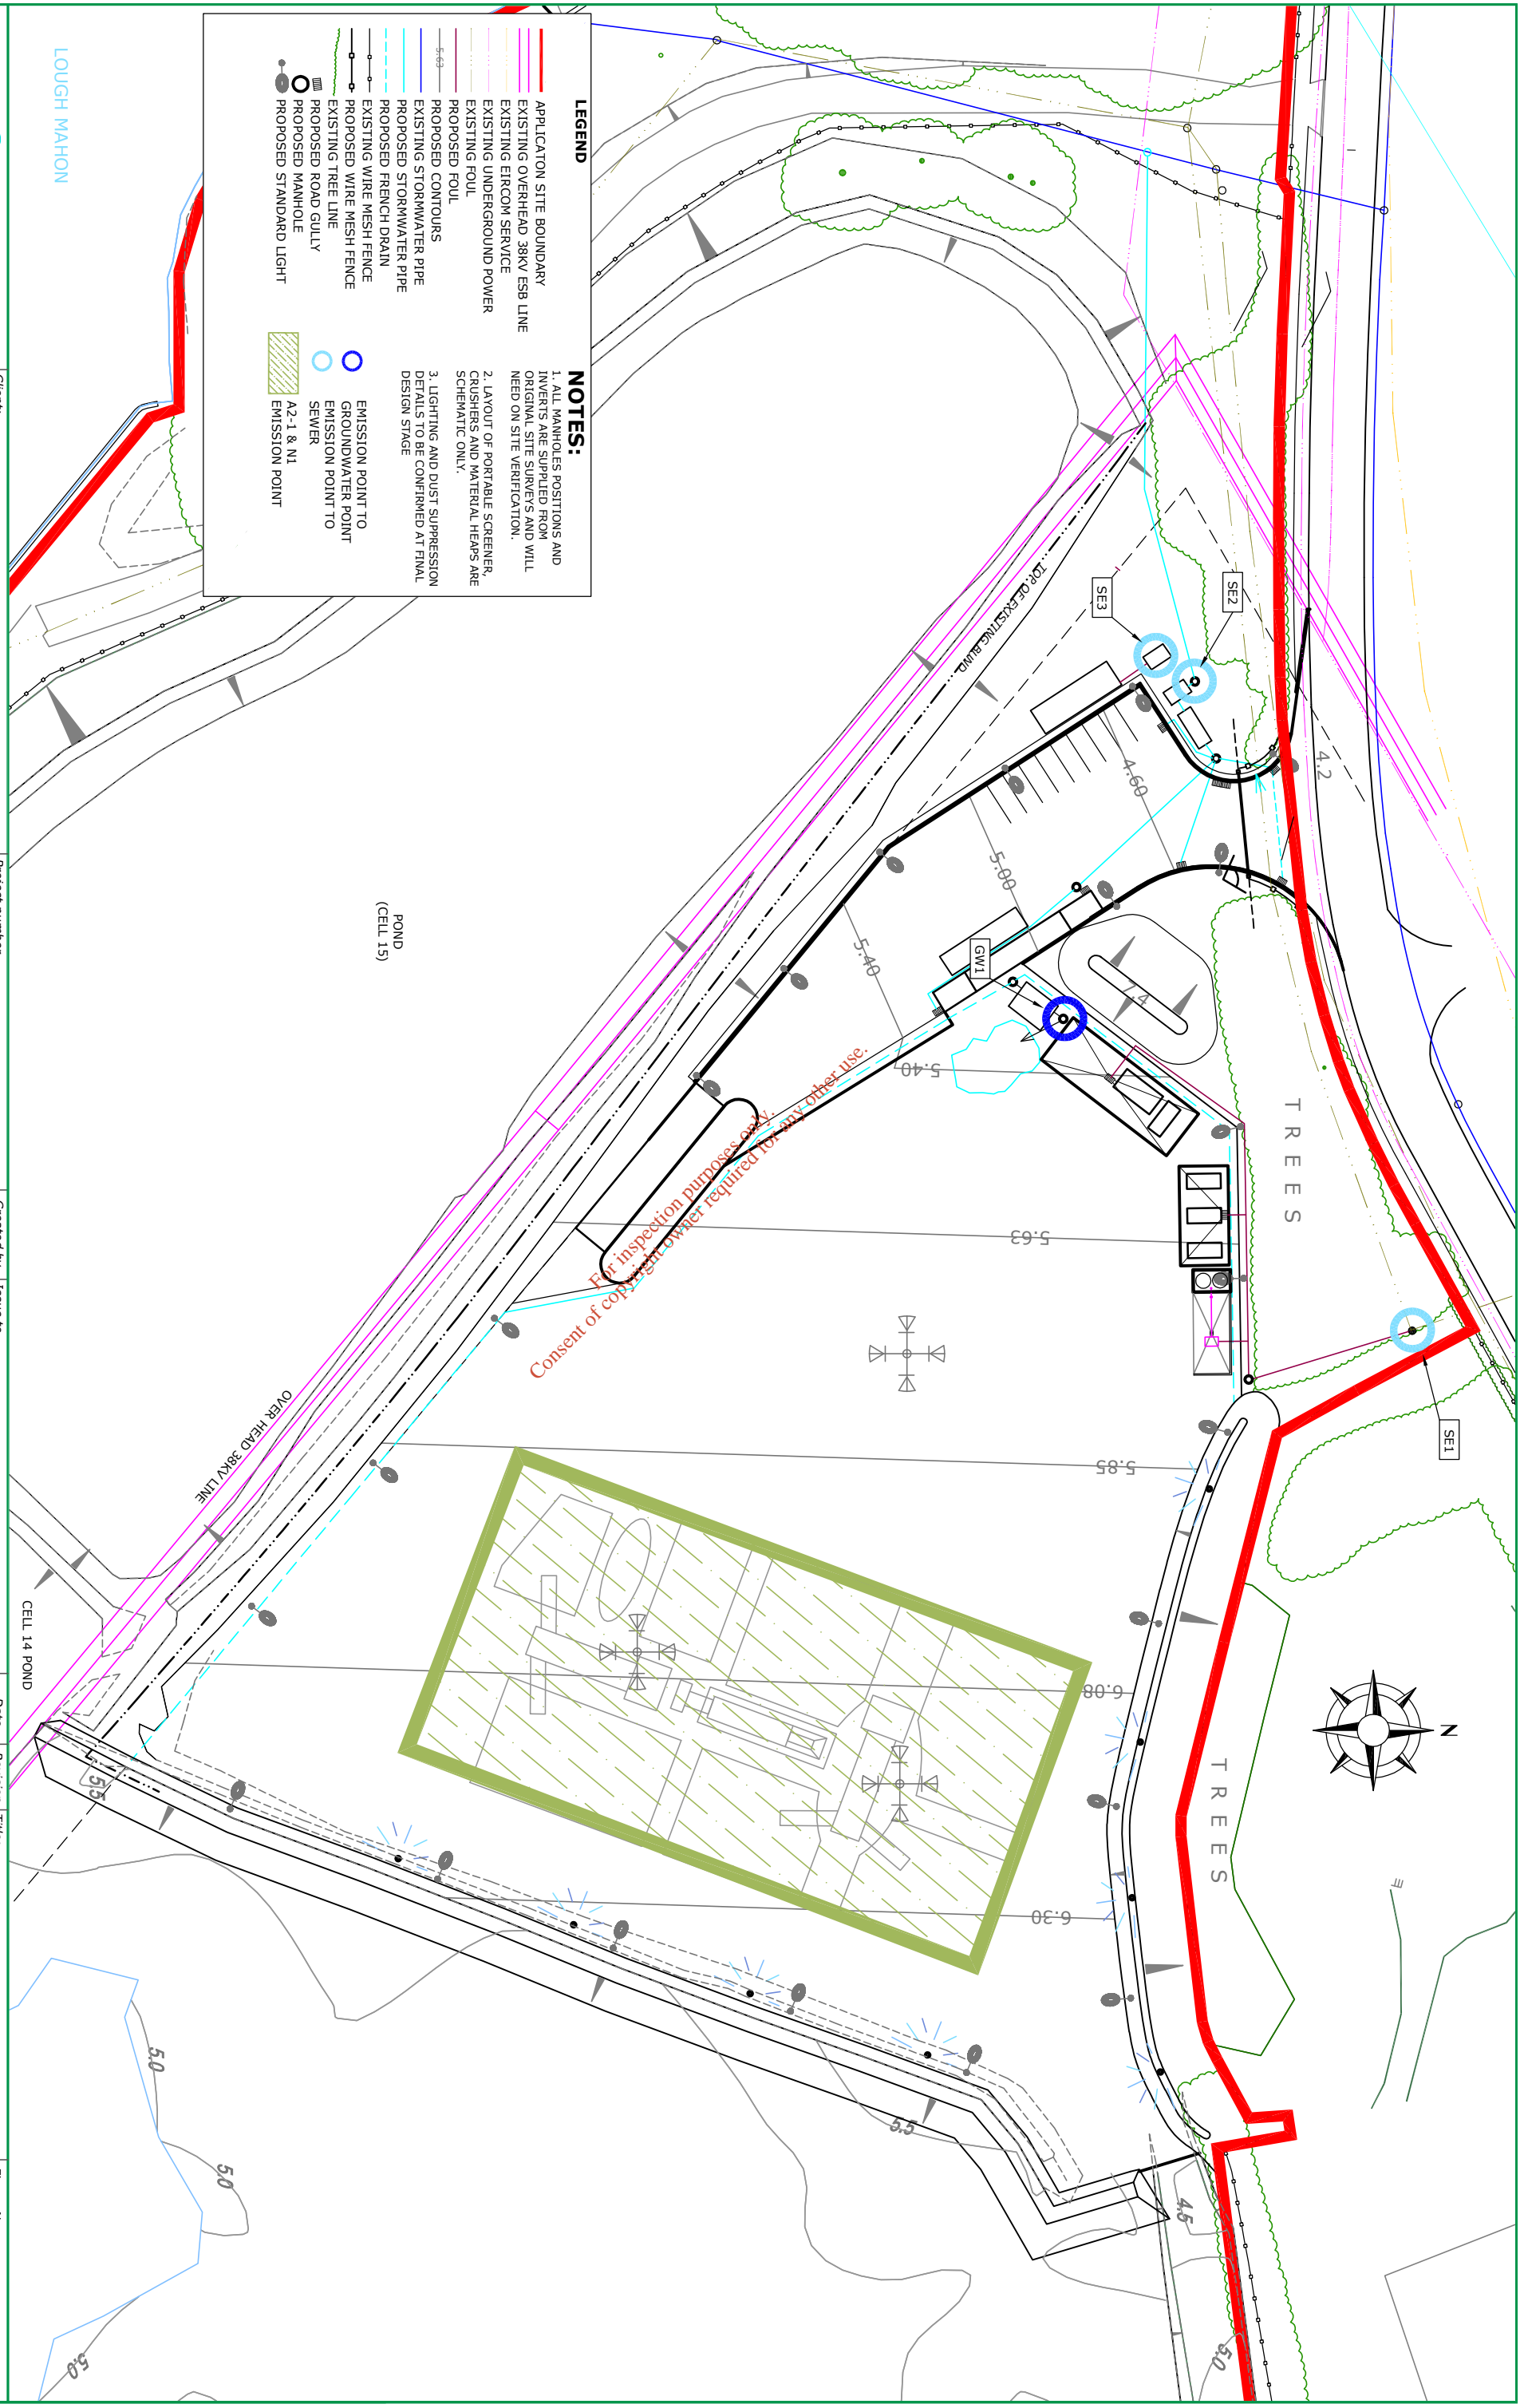 LEGEND
APPLICATON SITE BOUNDARY
EXISTING OVERHEAD 38KV ESB LINE
EXISTING EIRCOM SERVICE
EXISTING UNDERGROUND POWER
EXISTING FOUL
PROPOSED FOUL
5.63
PROPOSED CONTOURS
EXISTING STORMWATER PIPE
PROPOSED STORMWATER PIPE
PROPOSED FRENCH DRAIN
EXISTING WIRE MESH FENCE
PROPOSED WIRE MESH FENCE
EXISTING TREE LINE
PROPOSED ROAD GULLY
PROPOSED MANHOLE
PROPOSED STANDARD LIGHT
NOTES:
1. ALL MANHOLES POSITIONS AND
INVERTS ARE SUPPLIED FROM
ORIGINAL SITE SURVEYS AND WILL
NEED ON SITE VERIFICATION.
2. LAYOUT OF PORTABLE SCREENER,
CRUSHERS AND MATERIAL HEAPS ARE
SCHEMATIC ONLY.
3. LIGHTING AND DUST SUPPRESSION
DETAILS TO BE CONFIRMED AT FINAL
DESIGN STAGE
EMISSION POINT TO
GROUNDWATER POINT
EMISSION POINT TO
SEWER
A2-1 & N1
EMISSION POINT
LOUGH MAHON
SE2
SE3
TOP OF EXISTING BUND
4.2
4.60
5.00
5.40
GW1
7.4
5.40
TREES
POND
(CELL 15)
5.63
SE1
OVER HEAD 38KV LINE
5.85
N
6.08
TREES
CELL 14 POND
5.5
6.30
5.0
5.5
5.0
4.5
5.0
5.0
For inspection purposes only.
Consent of copyright owner required for any other use.